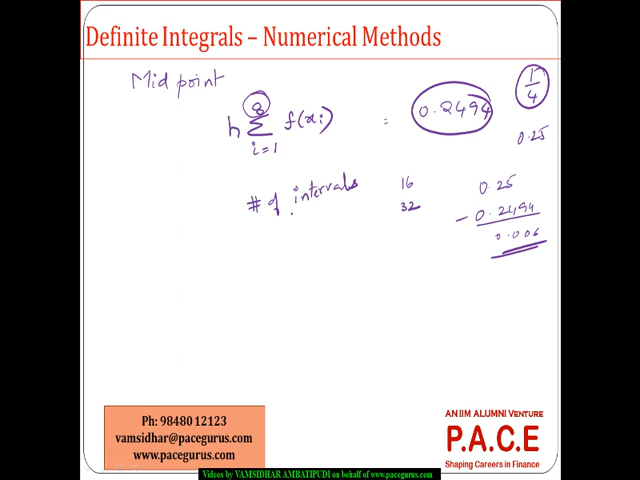 Definite Integrals – Numerical Methods
Mid point
1/4
8
h Σ f(xi) = 0.2494
i=1
0.25
# of intervals 16 0.25
32 - 0.2494
0.006
Ph: 98480 12123
vamsidhar@pacegurus.com
www.pacegurus.com
AN IIM ALUMNI VENTURE
P.A.C.E
Shaping Careers in Finance
Videos by VAMSIDHAR AMBATIPUDI on behalf of www.pacegurus.com